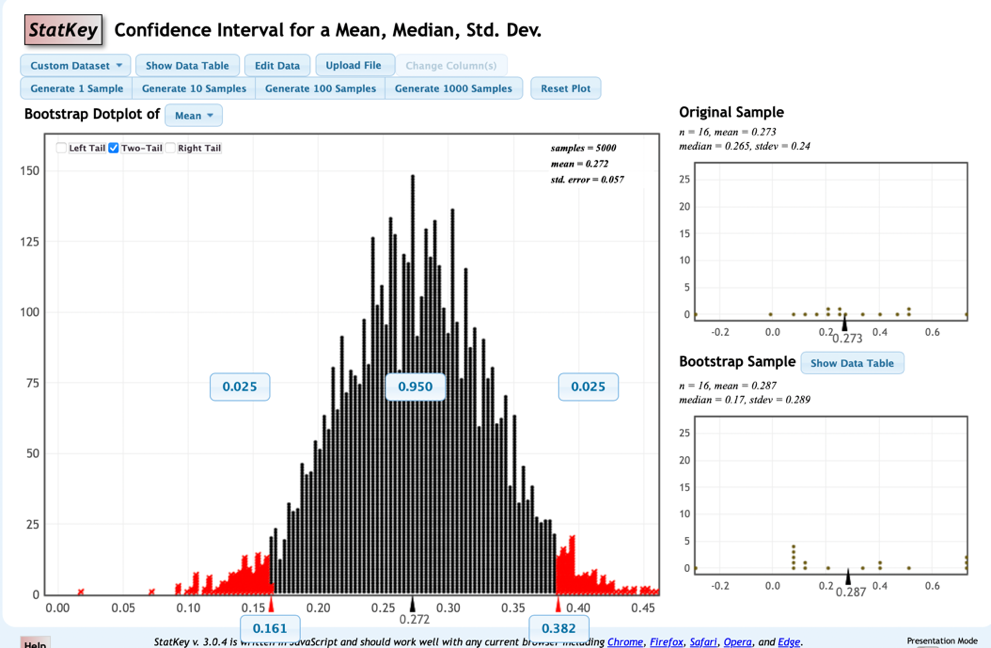 StatKey Confidence Interval for a Mean, Median, Std. Dev.
Custom Dataset Show Data Table Edit Data Upload File Change Column(s)
Generate 1 Sample Generate 10 Samples Generate 100 Samples Generate 1000 Samples Reset Plot
Bootstrap Dotplot of Mean
Left Tail Two-Tail Right Tail
samples = 5000
mean = 0.272
std. error = 0.057
150
125
100
75
50
25
0
0.025 0.950 0.025
0.00 0.05 0.10 0.15 0.20 0.25 0.30 0.35 0.40 0.45
0.272
0.161 0.382
Original Sample
n = 16, mean = 0.273
median = 0.265, stdev = 0.24
25
20
15
10
5
0
-0.2 0.0 0.2 0.4 0.6
0.273
Bootstrap Sample Show Data Table
n = 16, mean = 0.287
median = 0.17, stdev = 0.289
25
20
15
10
5
0
-0.2 0.0 0.2 0.4 0.6
0.287
Help StatKey v. 3.0.4 is written in JavaScript and should work well with any current browser including Chrome, Firefox, Safari, Opera, and Edge. Presentation Mode